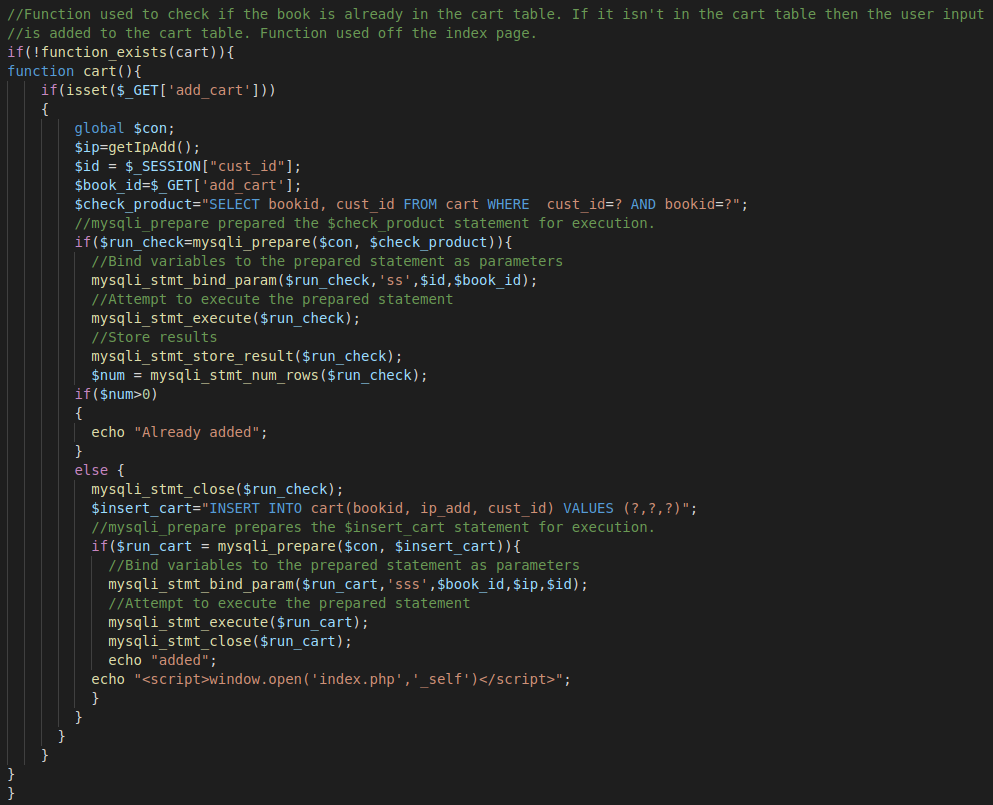 //Function used to check if the book is already in the cart table. If it isn't in the cart table then the user input
//is added to the cart table. Function used off the index page.
if(!function_exists(cart)){
function cart(){
    if(isset($_GET['add_cart']))
    {
        global $con;
        $ip=getIpAdd();
        $id = $_SESSION["cust_id"];
        $book_id=$_GET['add_cart'];
        $check_product="SELECT bookid, cust_id FROM cart WHERE  cust_id=? AND bookid=?";
        //mysqli_prepare prepared the $check_product statement for execution.
        if($run_check=mysqli_prepare($con, $check_product)){
          //Bind variables to the prepared statement as parameters
          mysqli_stmt_bind_param($run_check,'ss',$id,$book_id);
          //Attempt to execute the prepared statement
          mysqli_stmt_execute($run_check);
          //Store results
          mysqli_stmt_store_result($run_check);
          $num = mysqli_stmt_num_rows($run_check);
        if($num>0)
        {
          echo "Already added";
        }
        else {
          mysqli_stmt_close($run_check);
          $insert_cart="INSERT INTO cart(bookid, ip_add, cust_id) VALUES (?,?,?)";
          //mysqli_prepare prepares the $insert_cart statement for execution.
          if($run_cart = mysqli_prepare($con, $insert_cart)){
            //Bind variables to the prepared statement as parameters
            mysqli_stmt_bind_param($run_cart,'sss',$book_id,$ip,$id);
            //Attempt to execute the prepared statement
            mysqli_stmt_execute($run_cart);
            mysqli_stmt_close($run_cart);
            echo "added";
          echo "<script>window.open('index.php','_self')</script>";
          }
        }
      }
    }
}
}